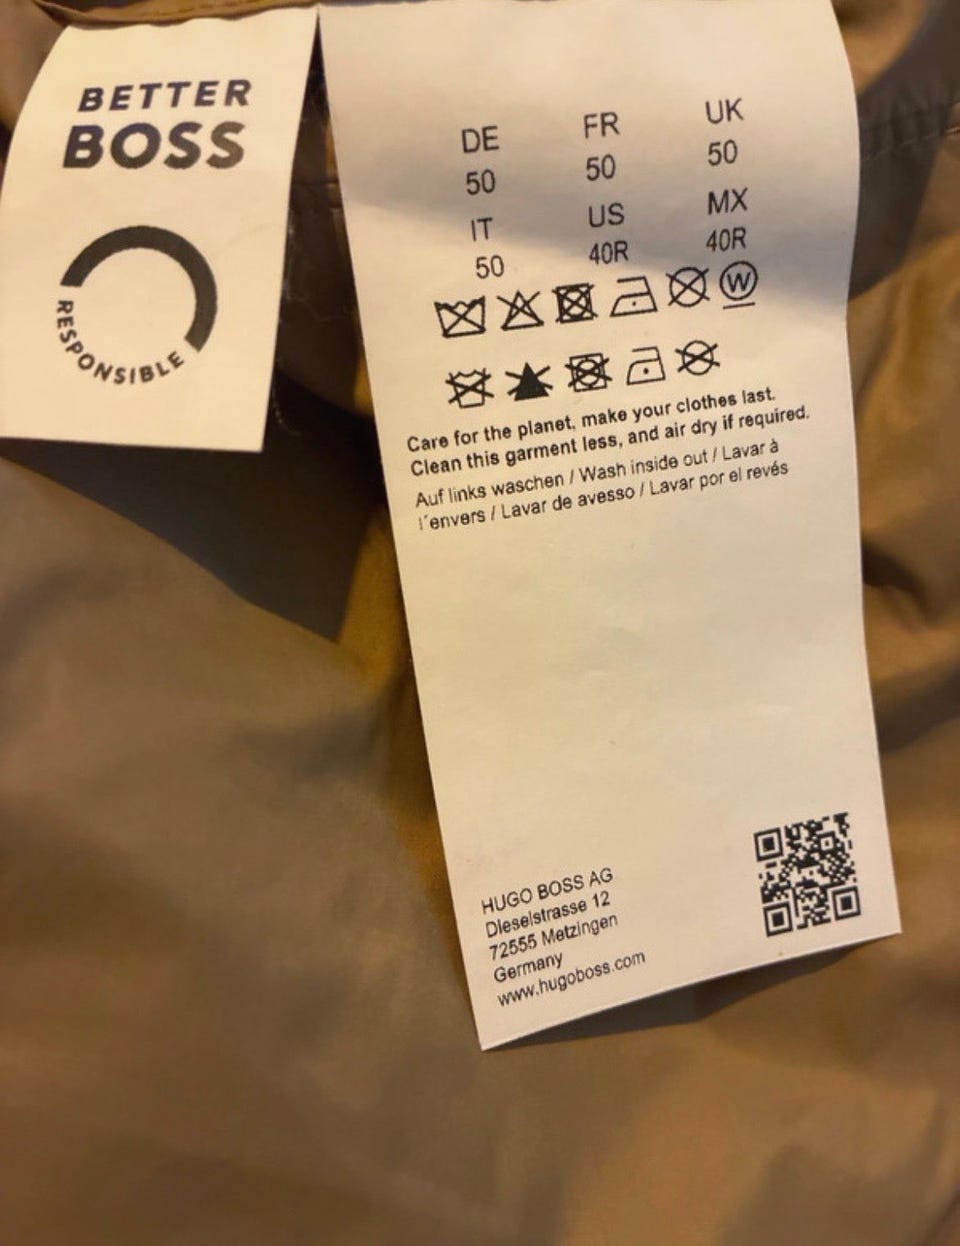 BETTER
BOSS
RESPONSIBLE
DE FR UK
50 50 50
IT US MX
50 40R 40R
W
Care for the planet, make your clothes last.
Clean this garment less, and air dry if required.
Auf links waschen / Wash inside out / Lavar à
l´envers / Lavar de avesso / Lavar por el revés
HUGO BOSS AG
Dieselstrasse 12
72555 Metzingen
Germany
www.hugoboss.com